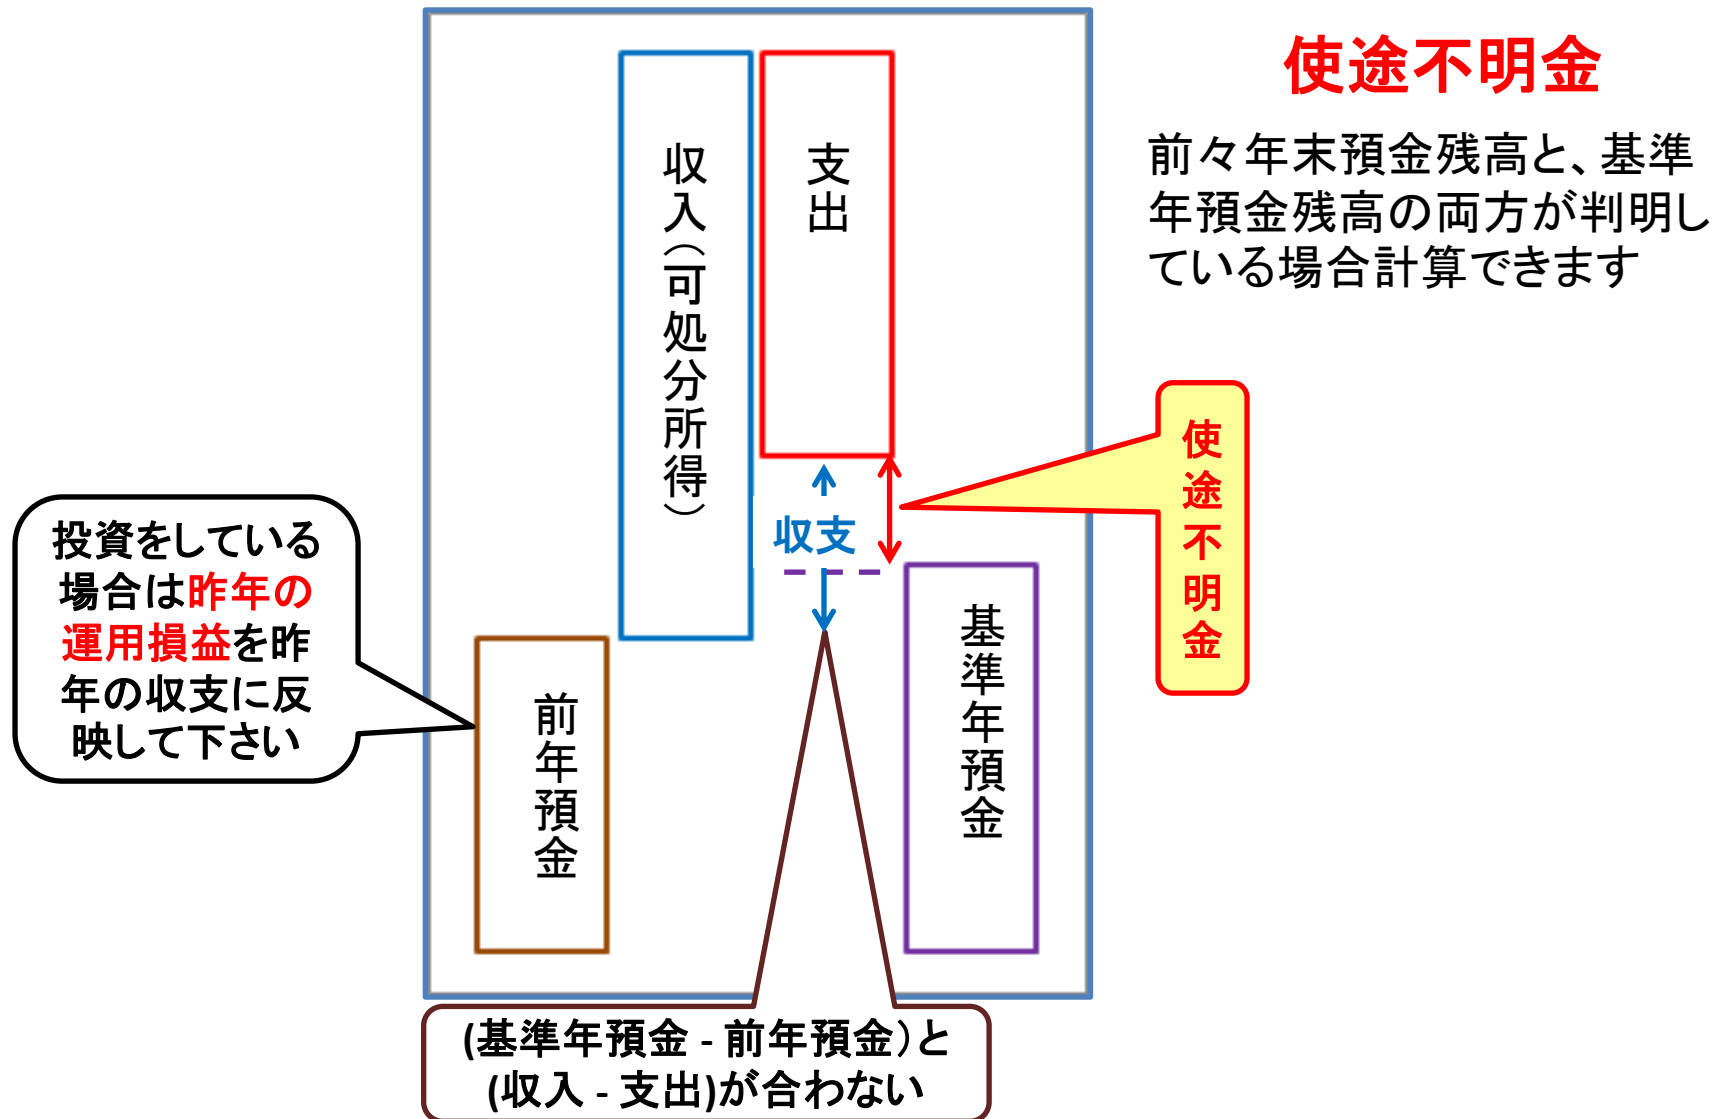 使途不明金
前々年末預金残高と、基準
年預金残高の両方が判明し
ている場合計算できます
収入（可処分所得）
支出
収支
使途不明金
投資をしている
場合は昨年の
運用損益を昨
年の収支に反
映して下さい
前年預金
基準年預金
(基準年預金 - 前年預金）と
(収入 - 支出)が合わない